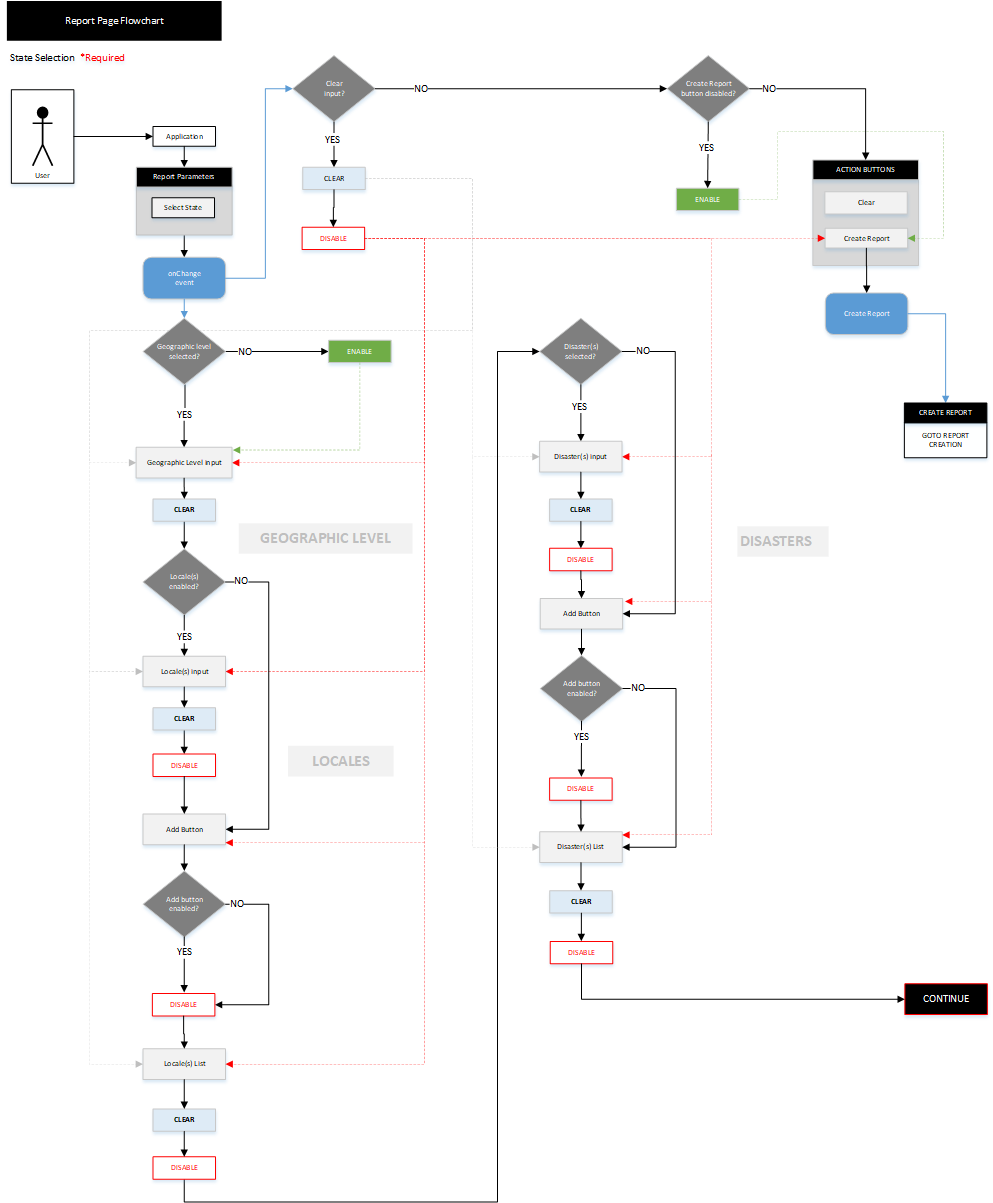 Report Page Flowchart
State Selection *Required
User
Application
Report Parameters
Select State
onChange
event
Clear
input?
NO
YES
CLEAR
DISABLE
Create Report
button disabled?
NO
YES
ENABLE
ACTION BUTTONS
Clear
Create Report
Create Report
CREATE REPORT
GOTO REPORT
CREATION
Geographic level
selected?
NO
ENABLE
YES
Geographic Level input
CLEAR
GEOGRAPHIC LEVEL
Locale(s)
enabled?
NO
YES
Locale(s) input
CLEAR
DISABLE
LOCALES
Add Button
Add button
enabled?
NO
YES
DISABLE
Locale(s) List
CLEAR
DISABLE
Disaster(s)
selected?
NO
YES
Disaster(s) input
CLEAR
DISABLE
DISASTERS
Add Button
Add button
enabled?
NO
YES
DISABLE
Disaster(s) List
CLEAR
DISABLE
CONTINUE